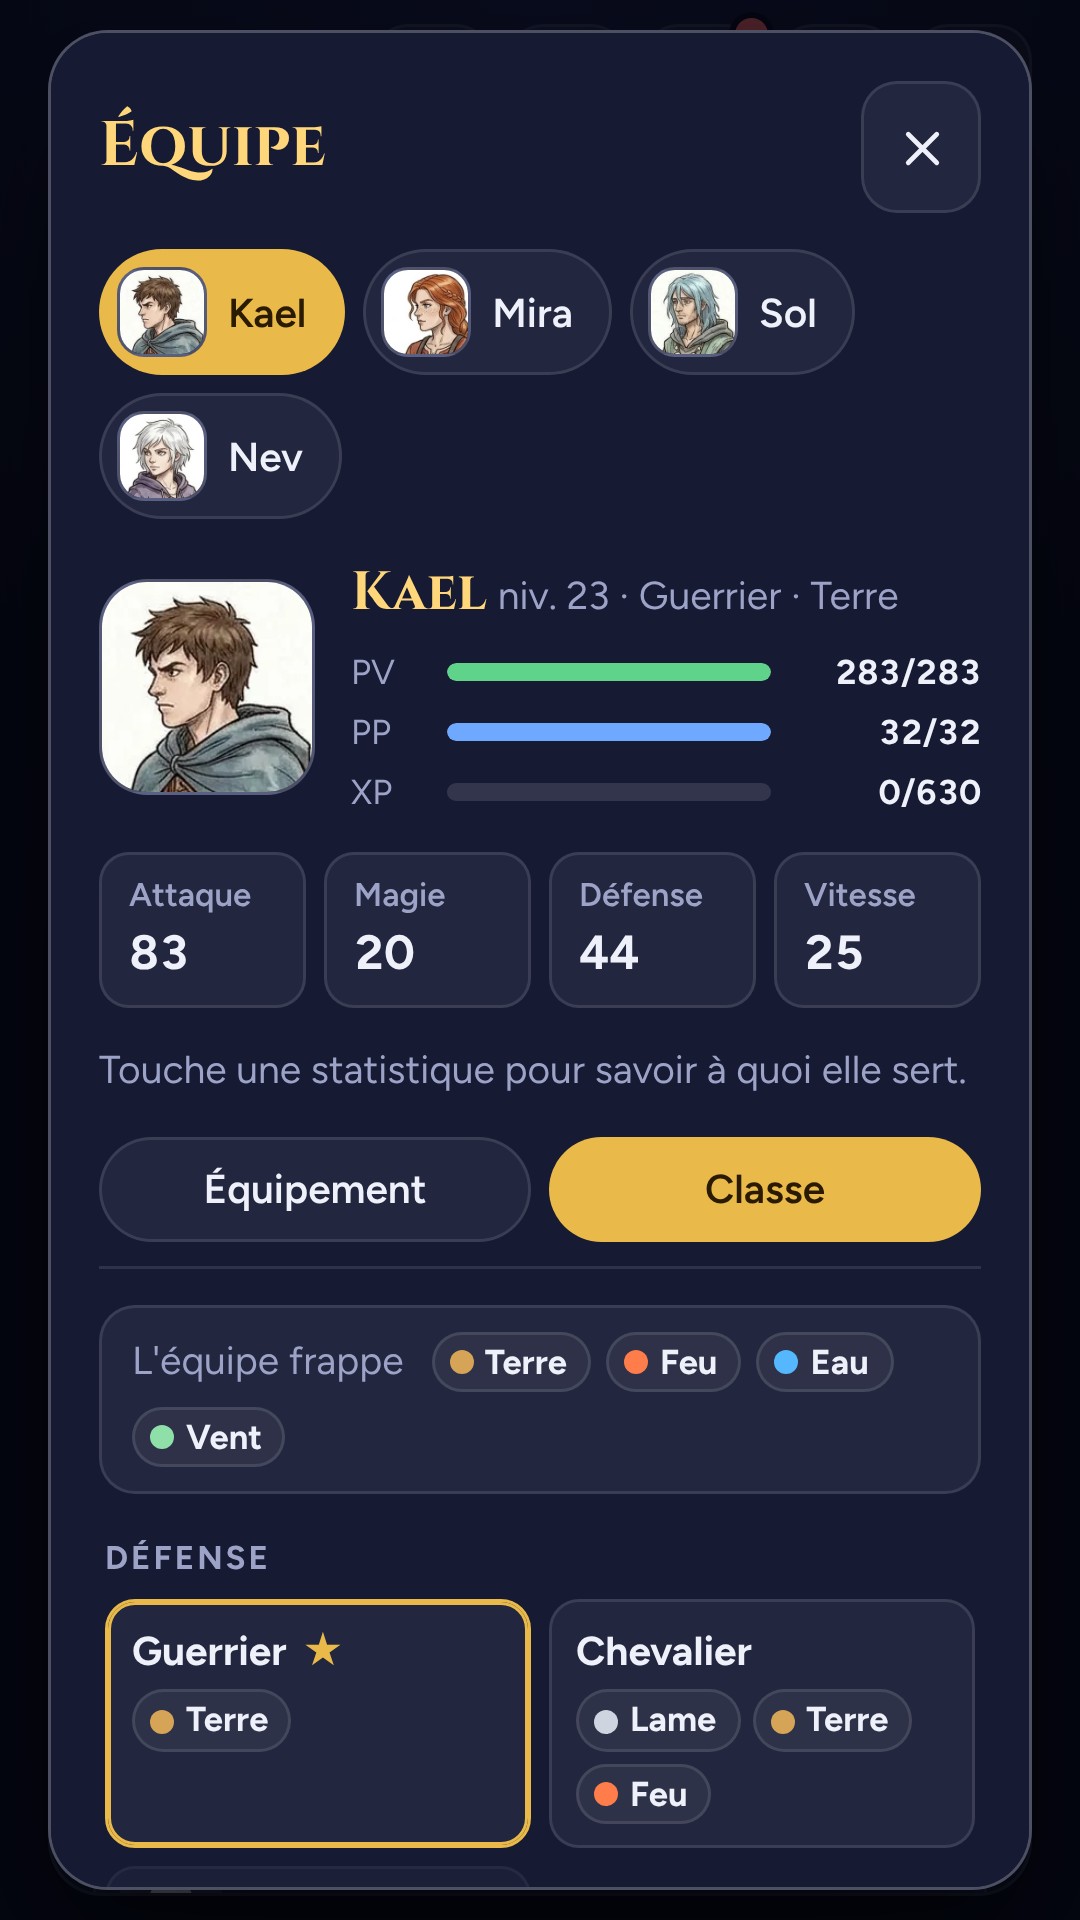 Équipe
Kael
Mira
Sol
Nev
Kael niv. 23 · Guerrier · Terre
PV 283/283
PP 32/32
XP 0/630
Attaque Magie Défense Vitesse
83 20 44 25
Touche une statistique pour savoir à quoi elle sert.
Équipement Classe
L'équipe frappe Terre Feu Eau
Vent
DÉFENSE
Guerrier ★
Terre
Chevalier
Lame Terre
Feu